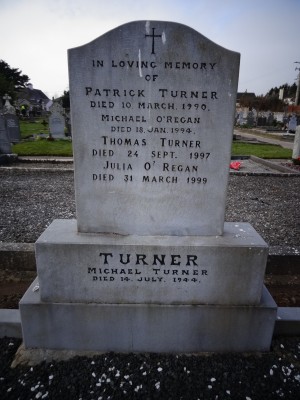 IN LOVING MEMORY
OF
PATRICK TURNER
DIED 10 MARCH. 1990.
MICHAEL O'REGAN
DIED 18. JAN. 1994.
THOMAS TURNER
DIED 24 SEPT. 1997
JULIA O' REGAN
DIED 31 MARCH 1999
TURNER
MICHAEL TURNER
DIED 14. JULY. 1944.